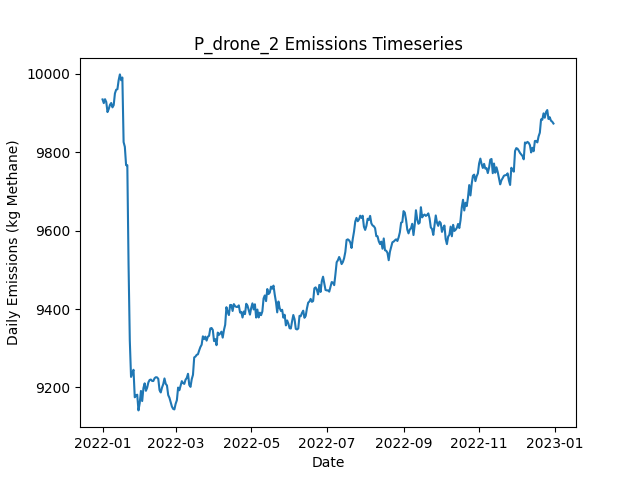 P_drone_2 Emissions Timeseries
Daily Emissions (kg Methane)
10000
9800
9600
9400
9200
2022-01 2022-03 2022-05 2022-07 2022-09 2022-11 2023-01
Date